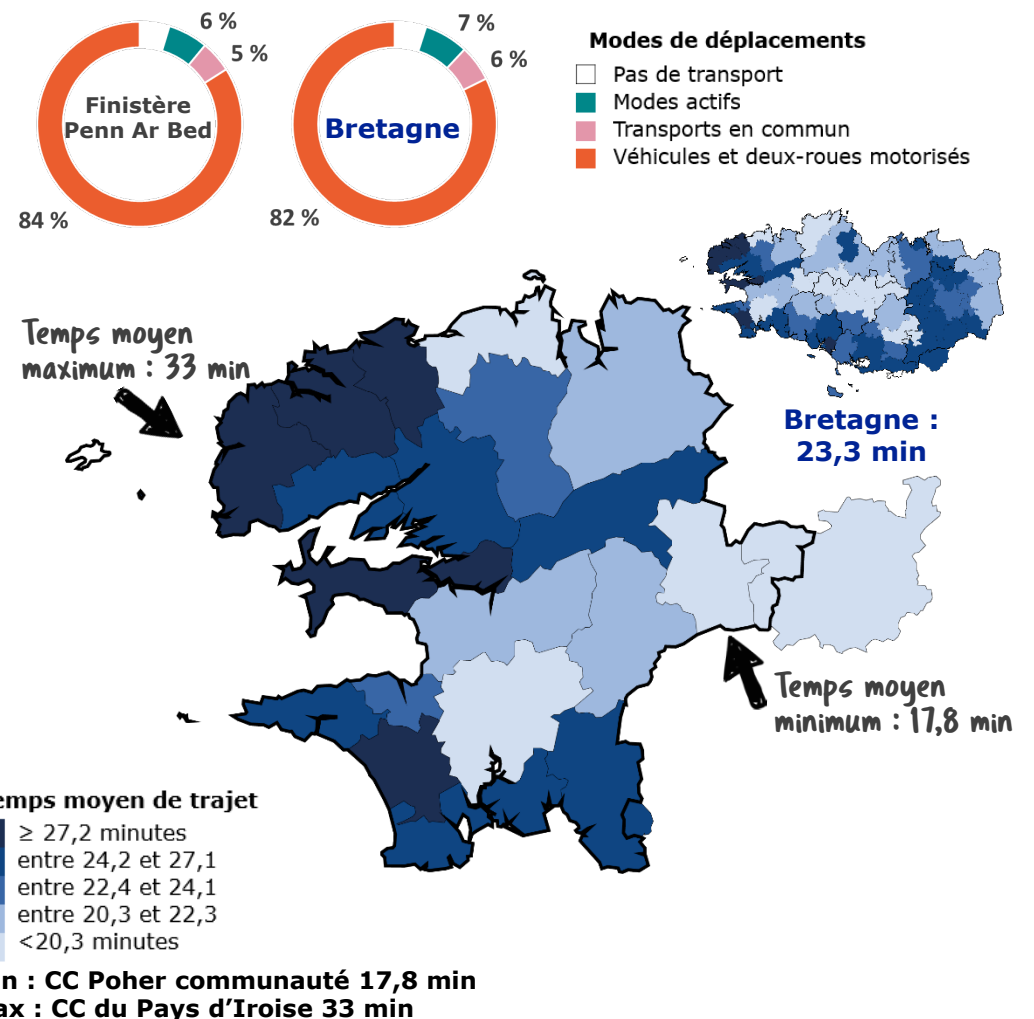 6 %
5 %
84 %
Finistère
Penn Ar Bed
7 %
6 %
82 %
Bretagne
Modes de déplacements
Pas de transport
Modes actifs
Transports en commun
Véhicules et deux-roues motorisés
Temps moyen
maximum : 33 min
Bretagne :
23,3 min
Temps moyen
minimum : 17,8 min
emps moyen de trajet
≥ 27,2 minutes
entre 24,2 et 27,1
entre 22,4 et 24,1
entre 20,3 et 22,3
<20,3 minutes
n : CC Poher communauté 17,8 min
ax : CC du Pays d’Iroise 33 min